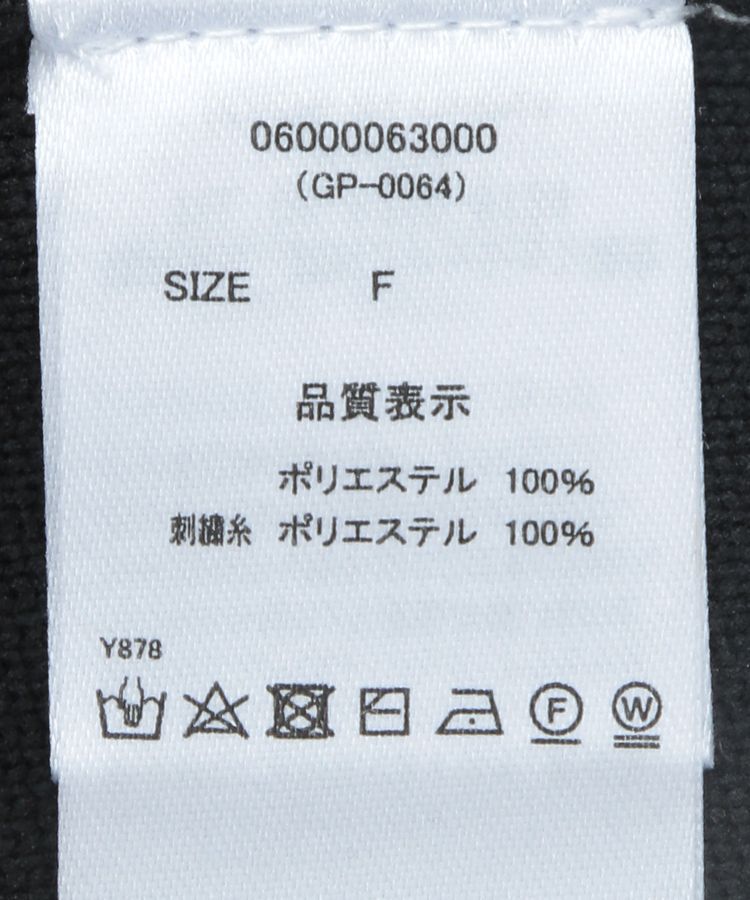 06000063000
(GP-0064)
SIZE F
品質表示
ポリエステル 100%
刺繍糸 ポリエステル 100%
Y878
F W